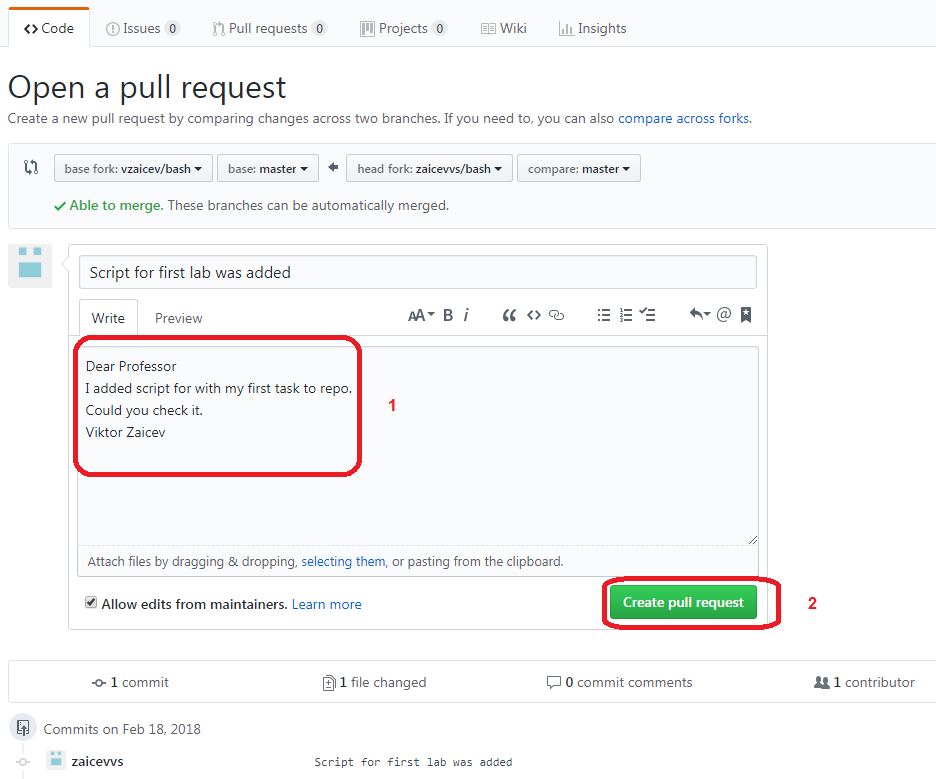 Code Issues 0 Pull requests 0 Projects 0 Wiki Insights
Open a pull request
Create a new pull request by comparing changes across two branches. If you need to, you can also compare across forks.
base fork: vzaicev/bash base: master head fork: zaicevvs/bash compare: master
Able to merge. These branches can be automatically merged.
Script for first lab was added
Write Preview AA B i @
Dear Professor
I added script for with my first task to repo.
Could you check it.
Viktor Zaicev
1
Attach files by dragging & dropping, selecting them, or pasting from the clipboard.
Allow edits from maintainers. Learn more
Create pull request
2
1 commit 1 file changed 0 commit comments 1 contributor
Commits on Feb 18, 2018
zaicevvs Script for first lab was added